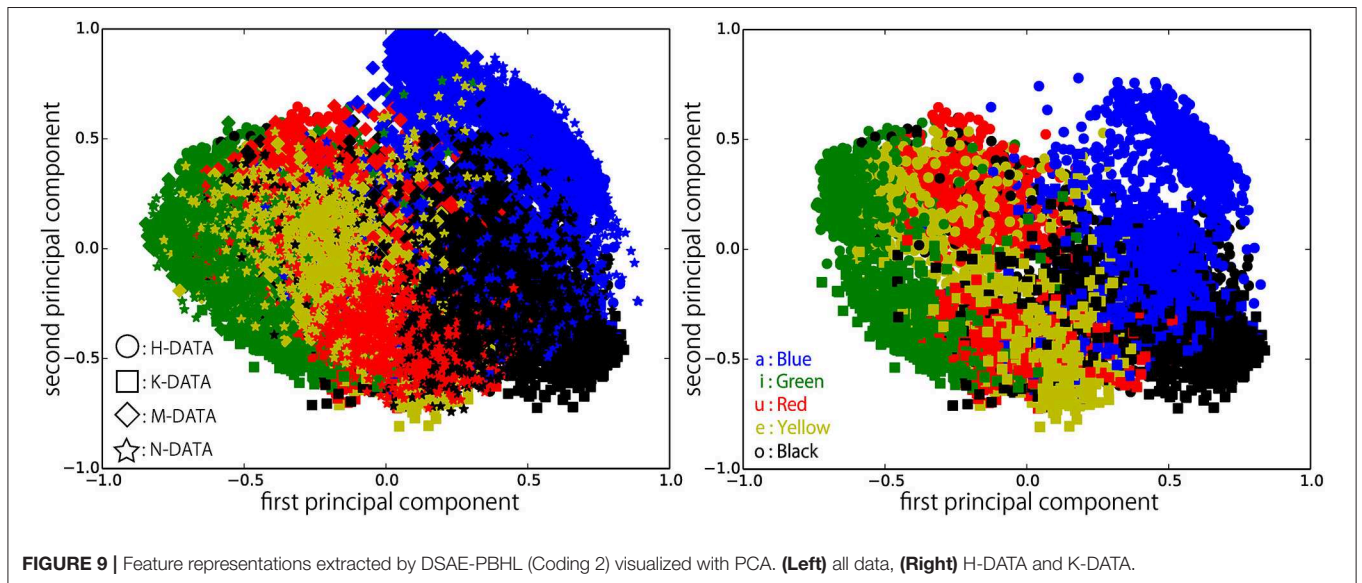 1.0
0.5
0.0
−0.5
−1.0
second principal component
○: H-DATA
□: K-DATA
◇: M-DATA
☆: N-DATA
−1.0 −0.5 0.0 0.5 1.0
first principal component
1.0
0.5
0.0
−0.5
−1.0
second principal component
a : Blue
i : Green
u : Red
e : Yellow
o : Black
−1.0 −0.5 0.0 0.5 1.0
first principal component
FIGURE 9 | Feature representations extracted by DSAE-PBHL (Coding 2) visualized with PCA. (Left) all data, (Right) H-DATA and K-DATA.